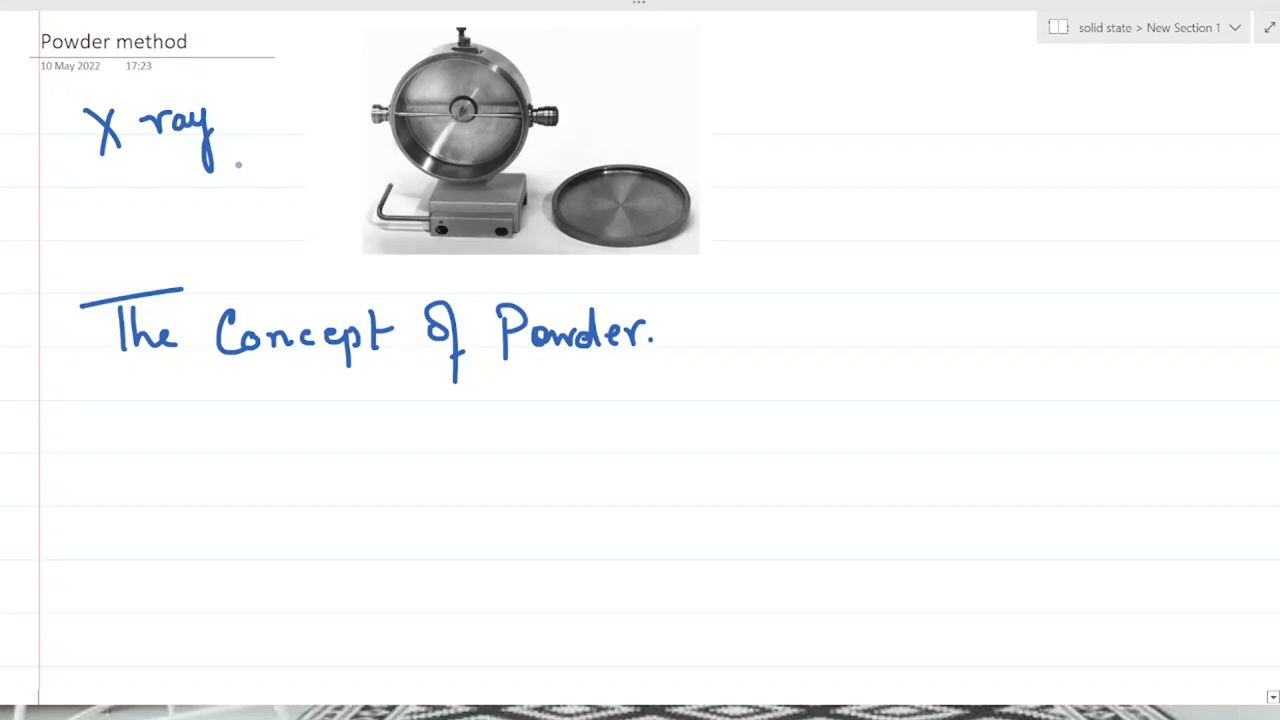 Powder method
solid state > New Section 1
10 May 2022 17:23
X ray
The Concept of Powder.